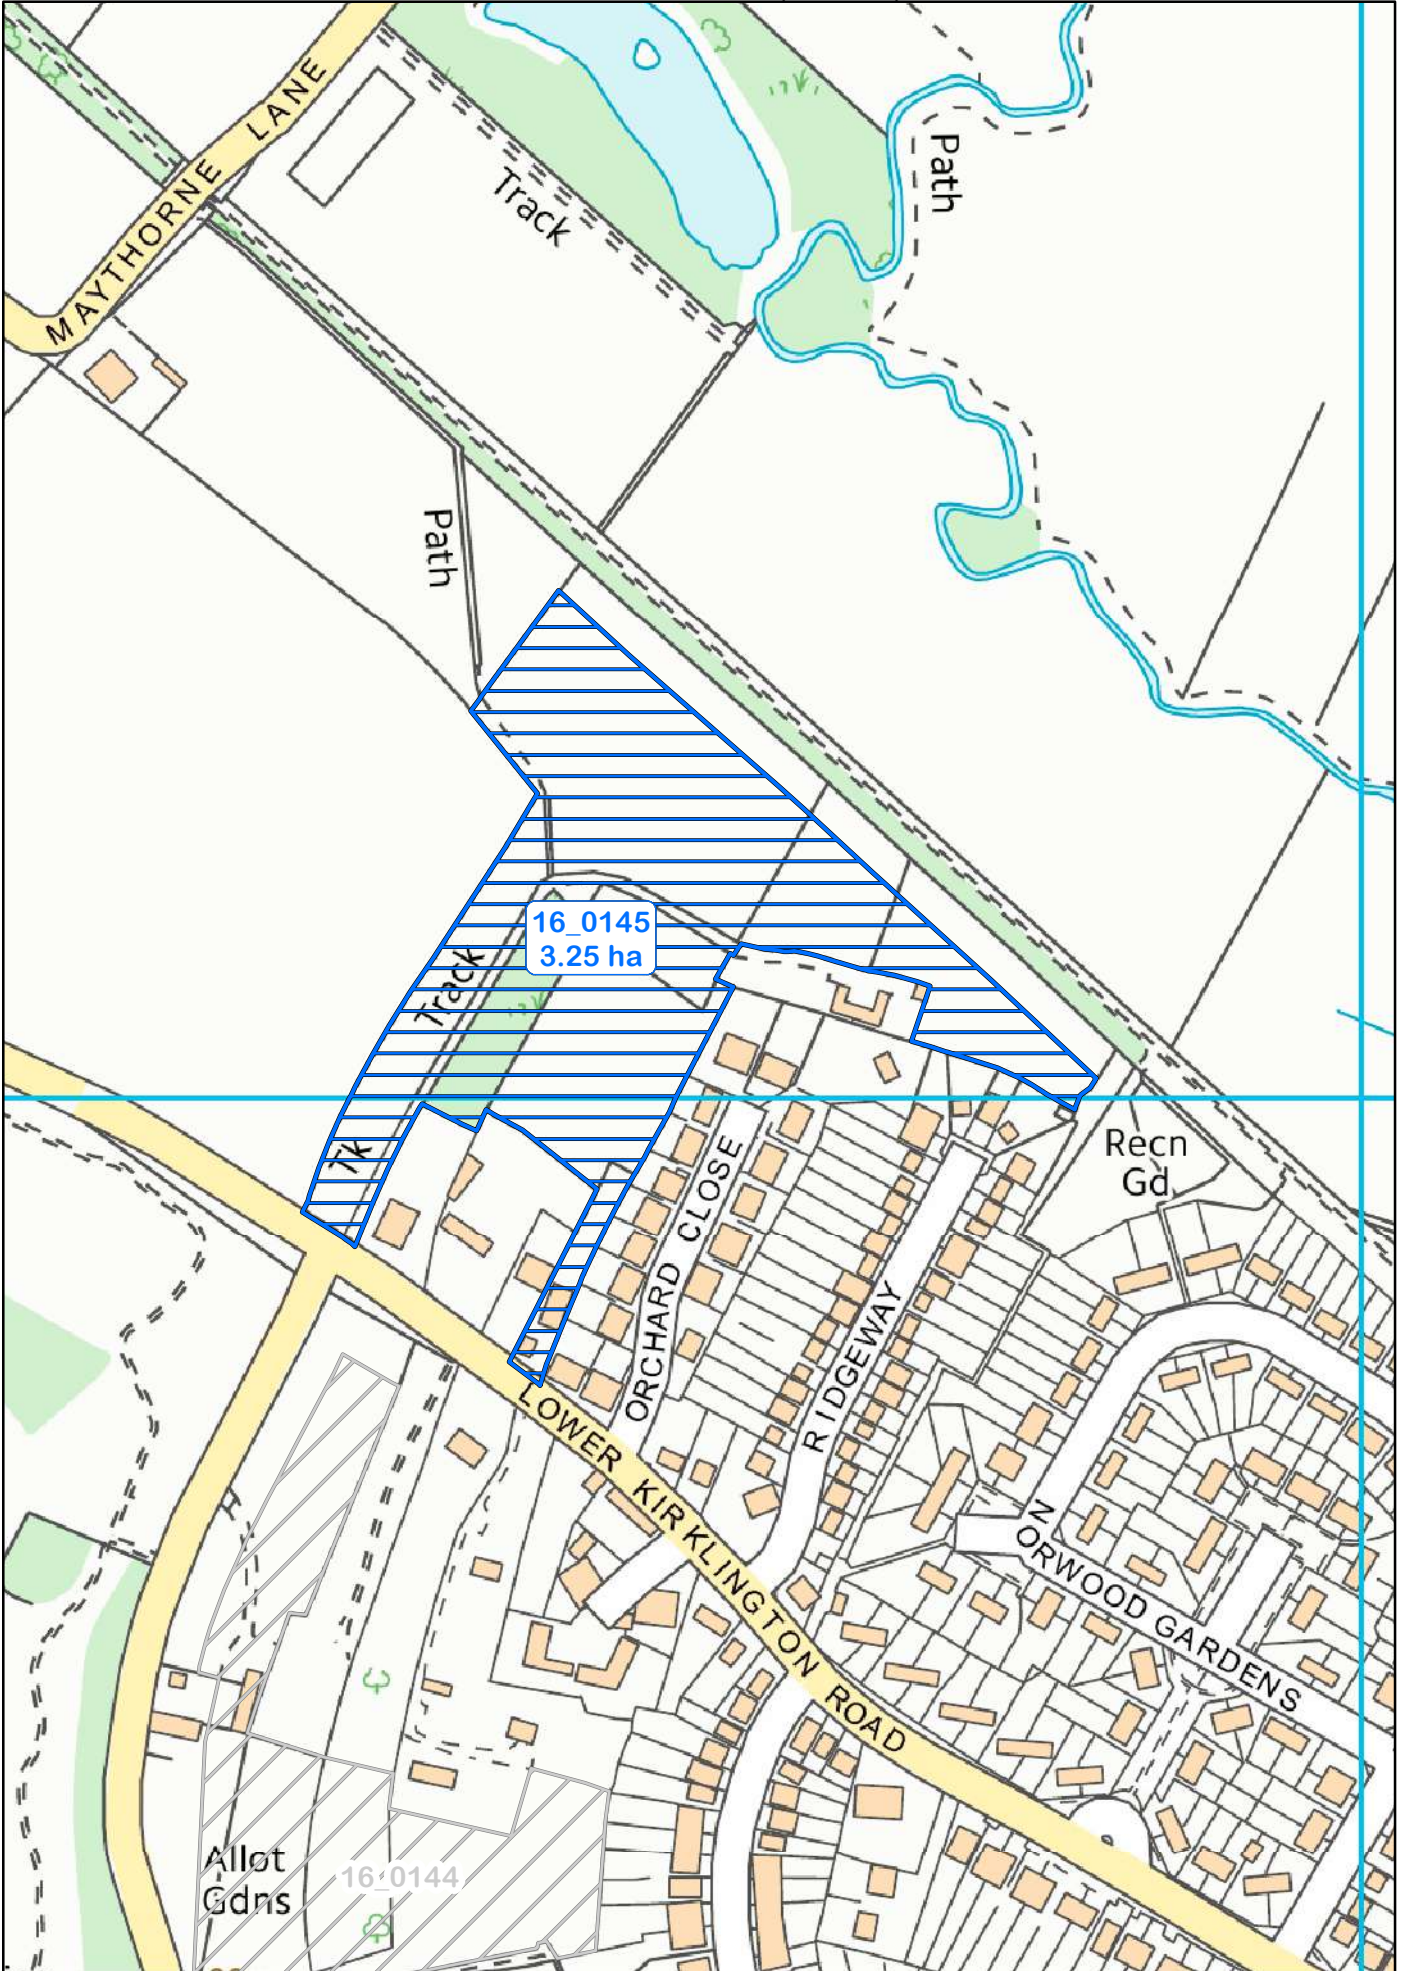 MAYTHORNE LANE
Track
Path
Path
16_0145
3.25 ha
Track
Tk
Recn
Gd
ORCHARD CLOSE
RIDGEWAY
LOWER KIRKLINGTON ROAD
NORWOOD GARDENS
Allot
Gdns
16_0144